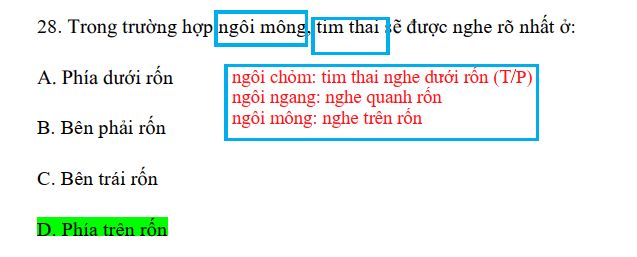 28. Trong trường hợp ngôi mông, tim thai sẽ được nghe rõ nhất ở:
A. Phía dưới rốn
ngôi chỏm: tim thai nghe dưới rốn (T/P)
ngôi ngang: nghe quanh rốn
ngôi mông: nghe trên rốn
B. Bên phải rốn
C. Bên trái rốn
D. Phía trên rốn